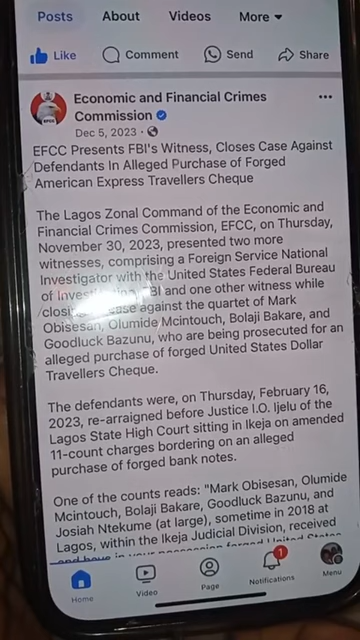 Posts About Videos More
Like Comment Send Share
Economic and Financial Crimes
Commission
Dec 5, 2023 ·
EFCC Presents FBI's Witness, Closes Case Against
Defendants In Alleged Purchase of Forged
American Express Travellers Cheque
The Lagos Zonal Command of the Economic and
Financial Crimes Commission, EFCC, on Thursday,
November 30, 2023, presented two more
witnesses, comprising a Foreign Service National
Investigator with the United States Federal Bureau
of and one other witness while
against the quartet of Mark
Obisesan, Olumide Mcintouch, Bolaji Bakare, and
Goodluck Bazunu, who are being prosecuted for an
alleged purchase of forged United States Dollar
Travellers Cheque.
The defendants were, on Thursday, February 16,
2023, re-arraigned before Justice I.O. Ijelu of the
Lagos State High Court sitting in Ikeja on amended
11-count charges bordering on an alleged
purchase of forged bank notes.
One of the counts reads: "Mark Obisesan, Olumide
Mcintouch, Bolaji Bakare, Goodluck Bazunu, and
Josiah Ntekume (at large), sometime in 2018 at
Lagos, within the Ikeja Judicial Division, received
1
Home Video Page Notifications Menu